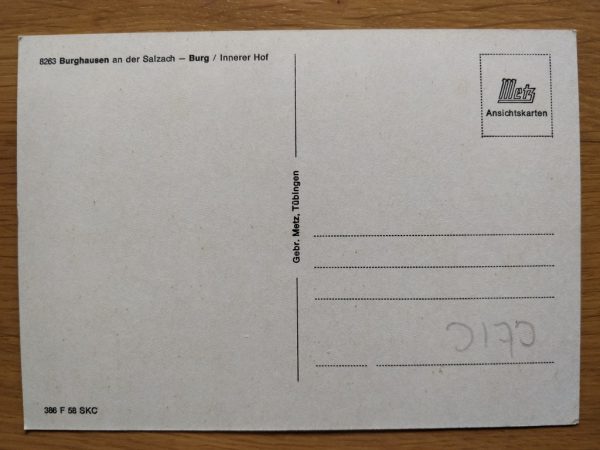 8263 Burghausen an der Salzach – Burg / Innerer Hof
Metz
Ansichtskarten
Gebr. Metz, Tübingen
386 F 58 SKC